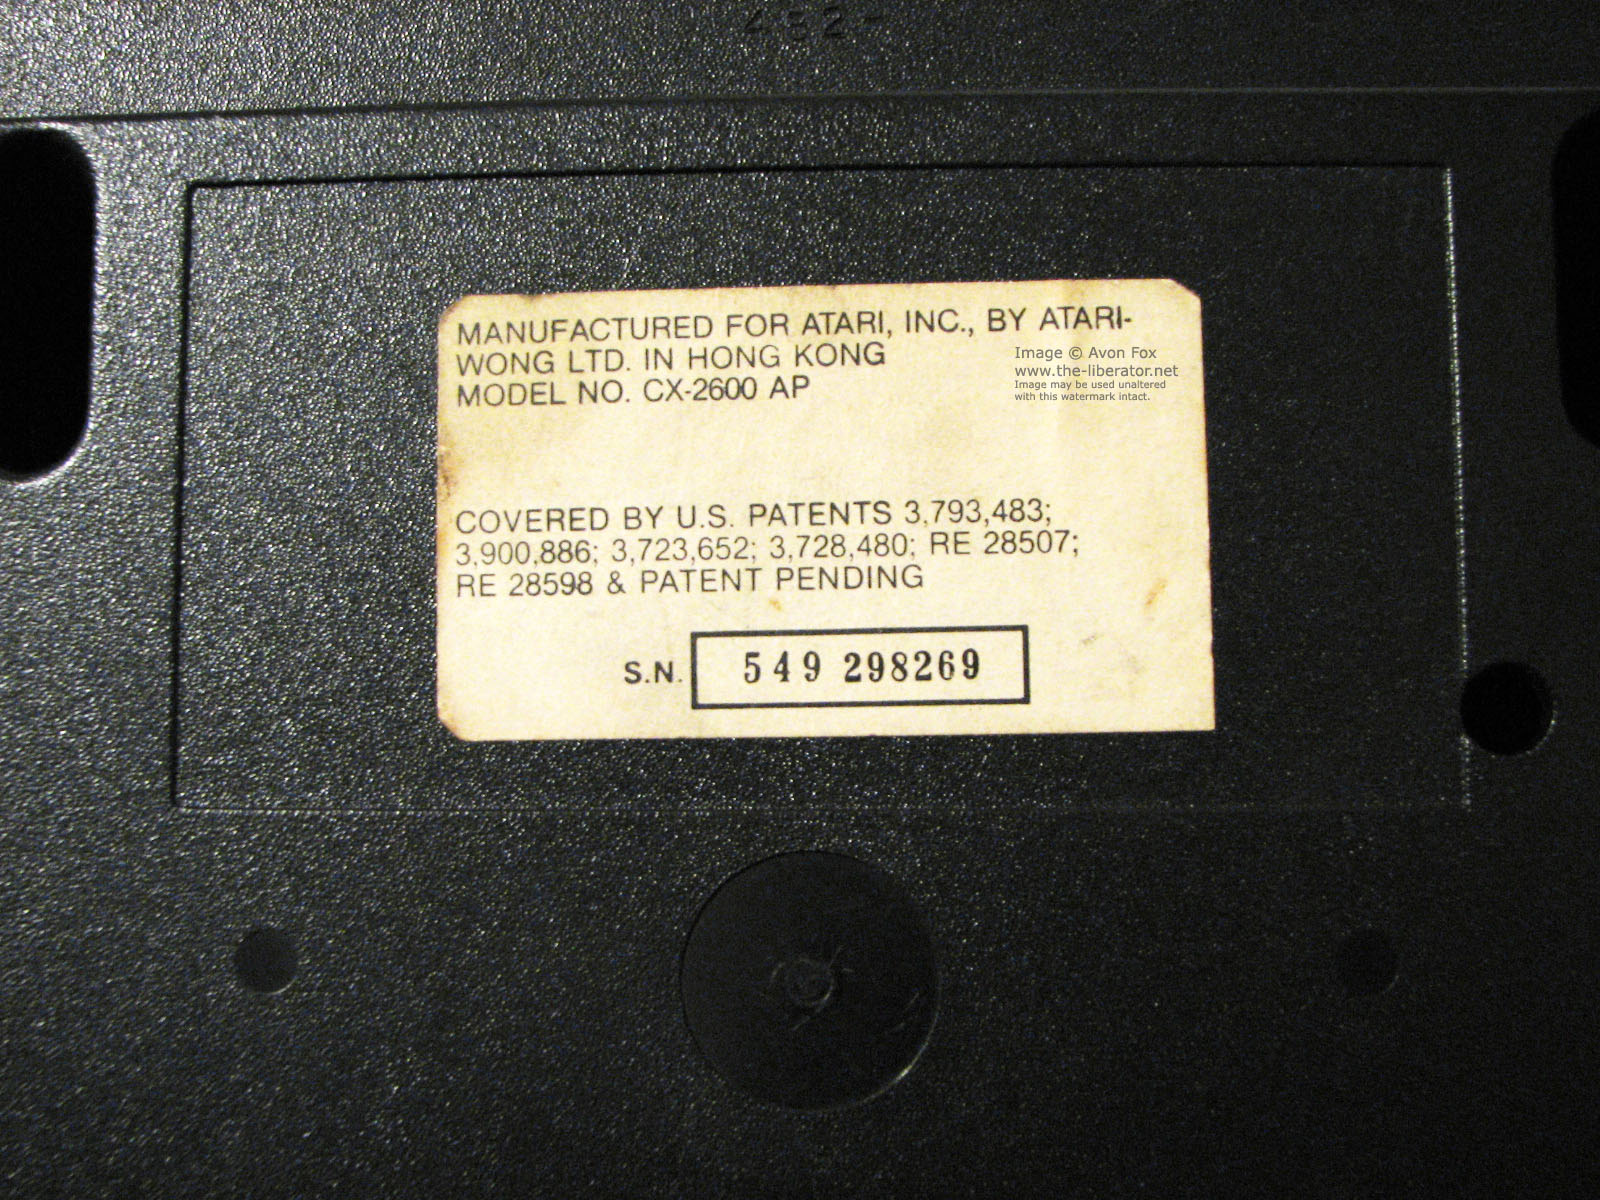 482-
MANUFACTURED FOR ATARI, INC., BY ATARI-
WONG LTD. IN HONG KONG
MODEL NO. CX-2600 AP
Image © Avon Fox
www.the-liberator.net
Image may be used unaltered
with this watermark intact.
COVERED BY U.S. PATENTS 3,793,483;
3,900,886; 3,723,652; 3,728,480; RE 28507;
RE 28598 & PATENT PENDING
S.N. 549 298269